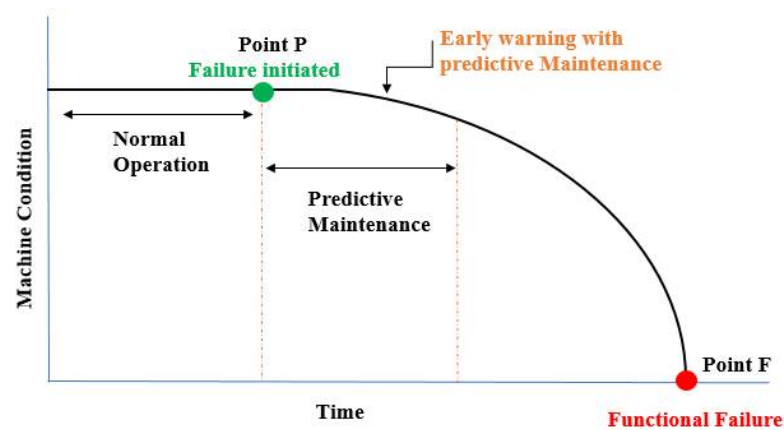 Point P
Failure initiated
Early warning with
predictive Maintenance
Normal
Operation
Predictive
Maintenance
Machine Condition
Point F
Time
Functional Failure